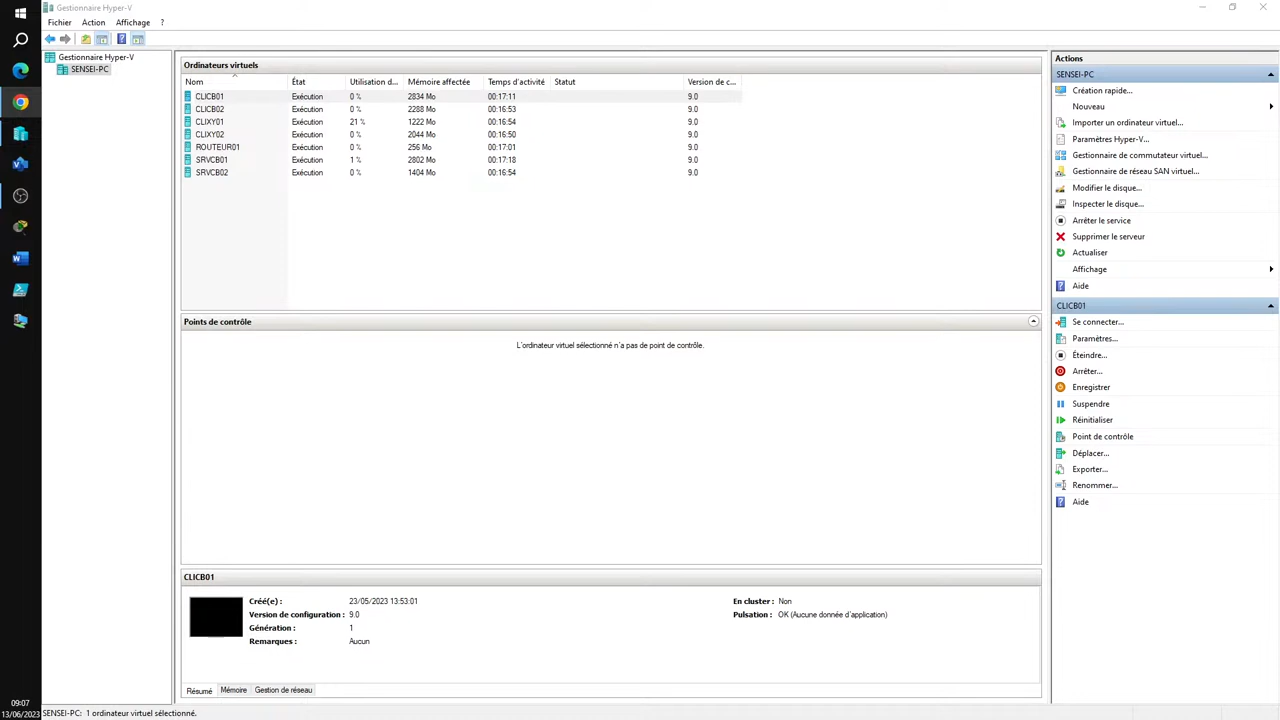 Gestionnaire Hyper-V
Fichier Action Affichage ?
Gestionnaire Hyper-V
SENSEI-PC
Ordinateurs virtuels
Nom État Utilisation d... Mémoire affectée Temps d'activité Statut Version de c...
CLICB01 Exécution 0 % 2834 Mo 00:17:11 9.0
CLICB02 Exécution 0 % 2288 Mo 00:16:53 9.0
CLIXY01 Exécution 21 % 1222 Mo 00:16:54 9.0
CLIXY02 Exécution 0 % 2044 Mo 00:16:50 9.0
ROUTEUR01 Exécution 0 % 256 Mo 00:17:01 9.0
SRVCB01 Exécution 1 % 2802 Mo 00:17:18 9.0
SRVCB02 Exécution 0 % 1404 Mo 00:16:54 9.0
Points de contrôle
L'ordinateur virtuel sélectionné n'a pas de point de contrôle.
CLICB01
Créé(e) : 23/05/2023 13:53:01 En cluster : Non
Version de configuration : 9.0 Pulsation : OK (Aucune donnée d'application)
Génération : 1
Remarques : Aucun
Résumé Mémoire Gestion de réseau
Actions
SENSEI-PC
Création rapide...
Nouveau
Importer un ordinateur virtuel...
Paramètres Hyper-V...
Gestionnaire de commutateur virtuel...
Gestionnaire de réseau SAN virtuel...
Modifier le disque...
Inspecter le disque...
Arrêter le service
Supprimer le serveur
Actualiser
Affichage
Aide
CLICB01
Se connecter...
Paramètres...
Éteindre...
Arrêter...
Enregistrer
Suspendre
Réinitialiser
Point de contrôle
Déplacer...
Exporter...
Renommer...
Aide
09:07
13/06/2023
SENSEI-PC: 1 ordinateur virtuel sélectionné.